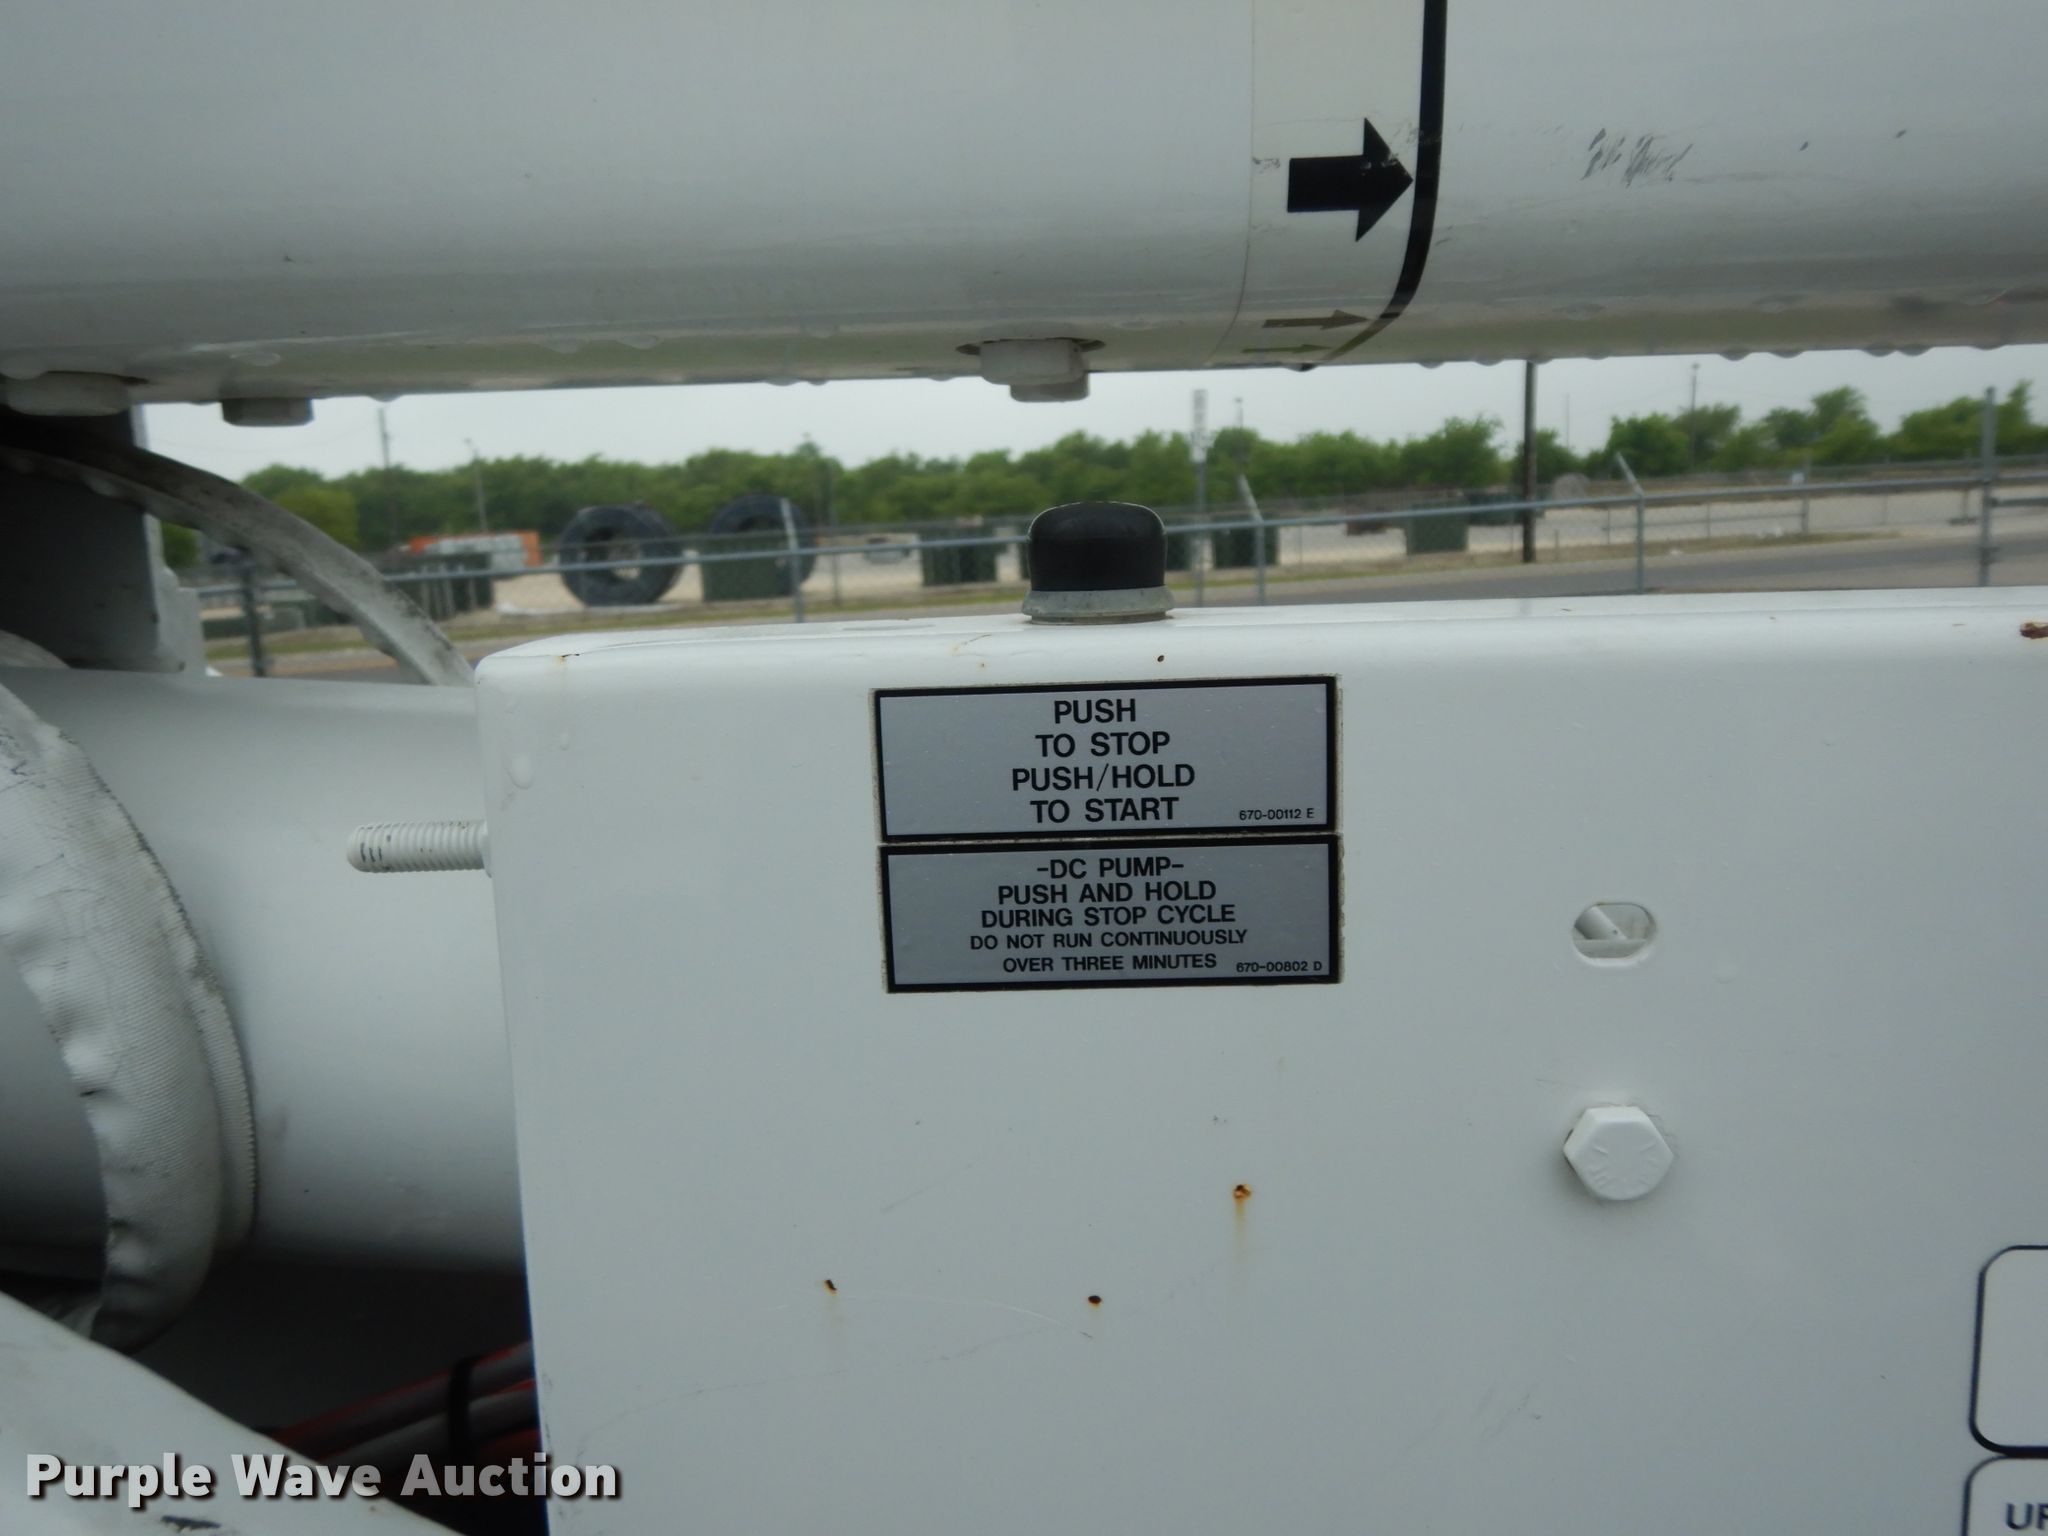 PUSH
TO STOP
PUSH/HOLD
TO START
670-00112 E
-DC PUMP-
PUSH AND HOLD
DURING STOP CYCLE
DO NOT RUN CONTINUOUSLY
OVER THREE MINUTES
670-00802 D
Purple Wave Auction